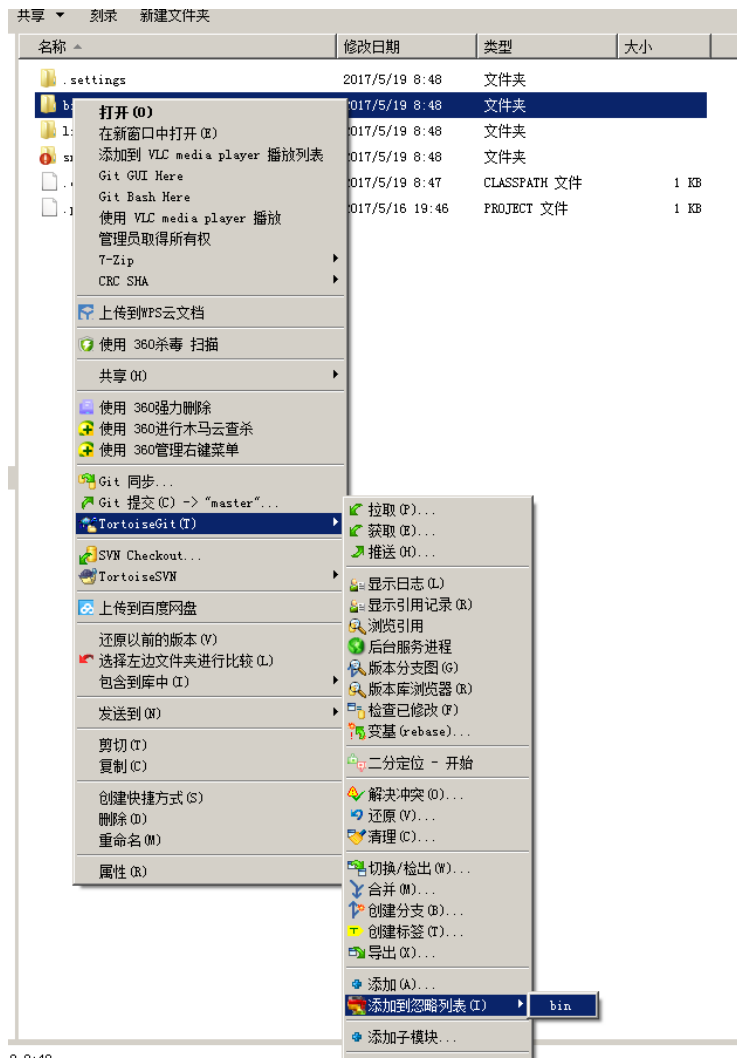 共享 刻录 新建文件夹
名称 修改日期 类型 大小
.settings 2017/5/19 8:48 文件夹
2017/5/19 8:48 文件夹
2017/5/19 8:48 文件夹
2017/5/19 8:48 文件夹
2017/5/19 8:47 CLASSPATH 文件 1 KB
2017/5/16 19:46 PROJECT 文件 1 KB
打开(O)
在新窗口中打开(E)
添加到 VLC media player 播放列表
Git GUI Here
Git Bash Here
使用 VLC media player 播放
管理员取得所有权
7-Zip
CRC SHA
上传到WPS云文档
使用 360杀毒 扫描
共享(H)
使用 360强力删除
使用 360进行木马云查杀
使用 360管理右键菜单
Git 同步...
Git 提交(C) -> "master"...
TortoiseGit(T)
SVN Checkout...
TortoiseSVN
上传到百度网盘
还原以前的版本(V)
选择左边文件夹进行比较(L)
包含到库中(I)
发送到(N)
剪切(T)
复制(C)
创建快捷方式(S)
删除(D)
重命名(M)
属性(R)
拉取(P)...
获取(E)...
推送(H)...
显示日志(L)
显示引用记录(R)
浏览引用
后台服务进程
版本分支图(G)
版本库浏览器(R)
检查已修改(F)
变基(rebase)...
二分定位 - 开始
解决冲突(O)...
还原(V)...
清理(C)...
切换/检出(W)...
合并(M)...
创建分支(B)...
创建标签(T)...
导出(X)...
添加(A)...
添加到忽略列表(I) bin
添加子模块...